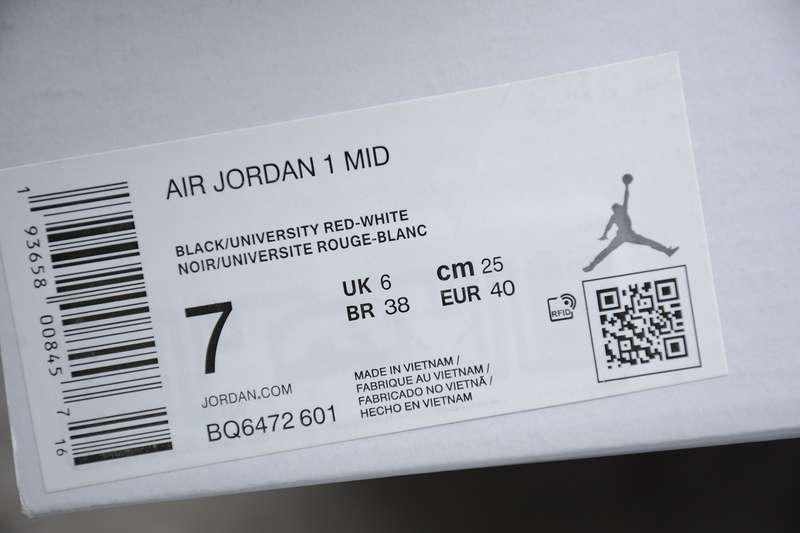 AIR JORDAN 1 MID
BLACK/UNIVERSITY RED-WHITE
NOIR/UNIVERSITE ROUGE-BLANC
7
UK 6
BR 38
cm 25
EUR 40
RFID
JORDAN.COM
BQ6472 601
MADE IN VIETNAM /
FABRIQUE AU VIETNAM /
FABRICADO NO VIETNÃ /
HECHO EN VIETNAM
1 93658 00845 7 16